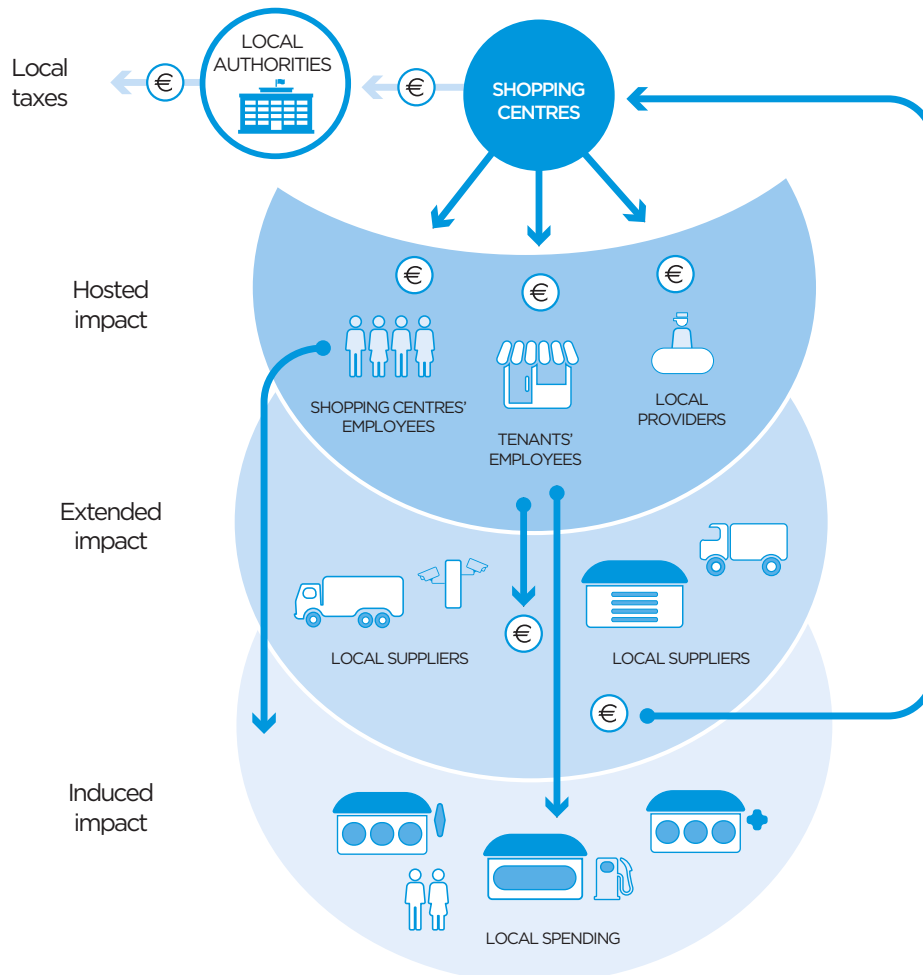 LOCAL
AUTHORITIES
Local
taxes
€
€
SHOPPING
CENTRES
Hosted
impact
€
€
€
SHOPPING CENTRES'
EMPLOYEES
TENANTS'
EMPLOYEES
LOCAL
PROVIDERS
Extended
impact
€
LOCAL SUPPLIERS
LOCAL SUPPLIERS
€
Induced
impact
LOCAL SPENDING